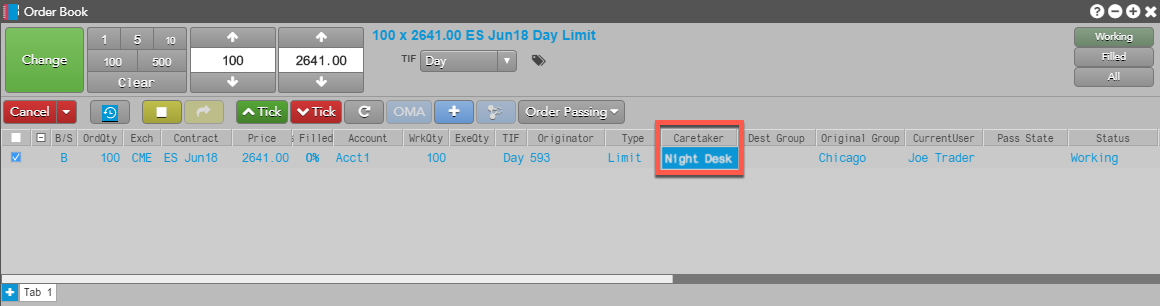 Order Book
Change
1 5 10
100 500
Clear
100
2641.00
100 x 2641.00 ES Jun18 Day Limit
TIF Day
Working
Filled
All
Cancel Tick Tick OMA Order Passing
B/S OrdQty Exch Contract Price Filled Account WrkQty ExeQty TIF Originator Type Caretaker Dest Group Original Group CurrentUser Pass State Status
B 100 CME ES Jun18 2641.00 0% Acct1 100 Day 593 Limit Night Desk Chicago Joe Trader Working
Tab 1